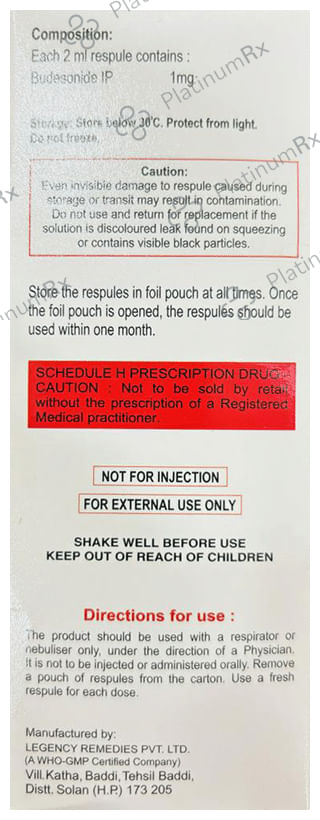 Composition:
Each 2 ml respule contains :
Budesonide IP 1mg
Storage: Store below 30°C. Protect from light.
Do not freeze.
Caution:
Even invisible damage to respule caused during
storage or transit may result in contamination.
Do not use and return for replacement if the
solution is discoloured leak found on squeezing
or contains visible black particles.
Store the respules in foil pouch at all times. Once
the foil pouch is opened, the respules should be
used within one month.
SCHEDULE H PRESCRIPTION DRUG
CAUTION : Not to be sold by retail
without the prescription of a Registered
Medical practitioner.
NOT FOR INJECTION
FOR EXTERNAL USE ONLY
SHAKE WELL BEFORE USE
KEEP OUT OF REACH OF CHILDREN
Directions for use :
The product should be used with a respirator or
nebuliser only, under the direction of a Physician.
It is not to be injected or administered orally. Remove
a pouch of respules from the carton. Use a fresh
respule for each dose.
Manufactured by:
LEGENCY REMEDIES PVT. LTD.
(A WHO-GMP Certified Company)
Vill. Katha, Baddi, Tehsil Baddi,
Distt. Solan (H.P.) 173 205
PlatinumRx
PlatinumRx
PlatinumRx